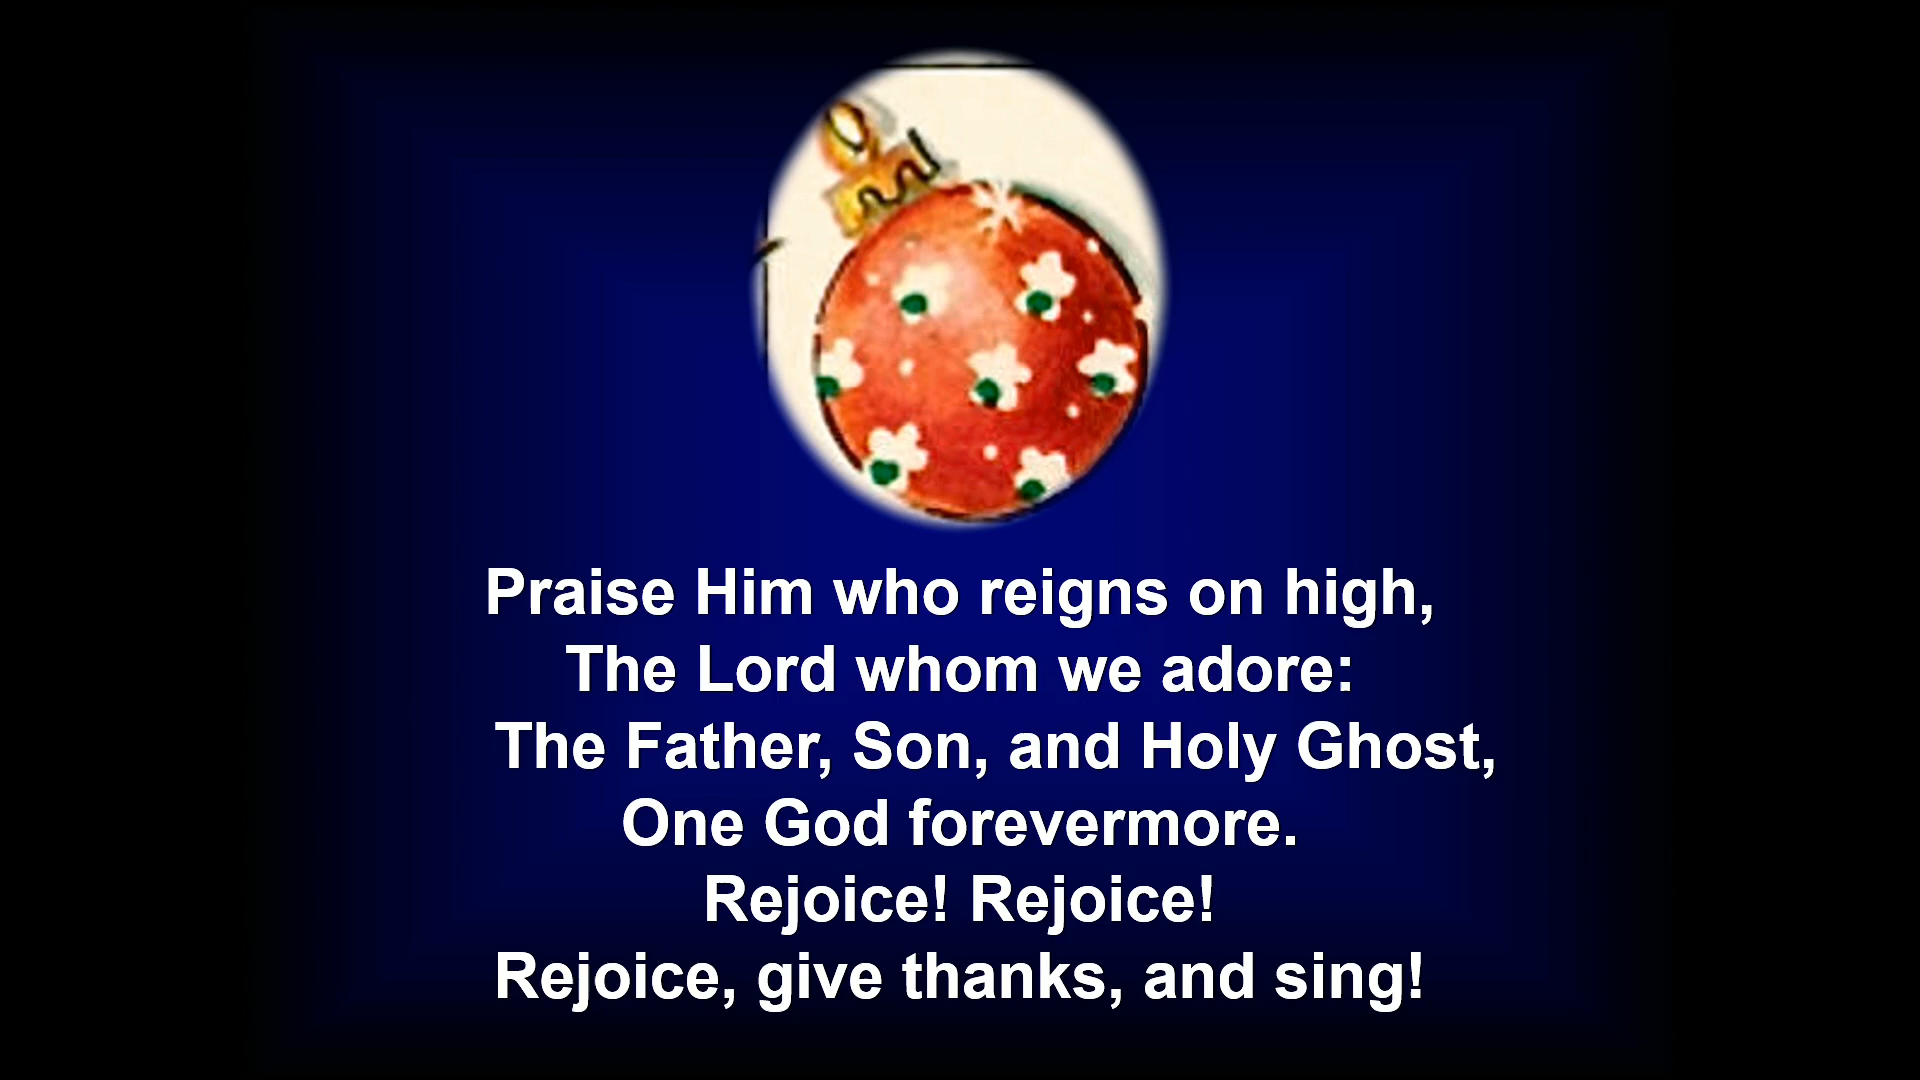 Praise Him who reigns on high,
The Lord whom we adore:
The Father, Son, and Holy Ghost,
One God forevermore.
Rejoice! Rejoice!
Rejoice, give thanks, and sing!